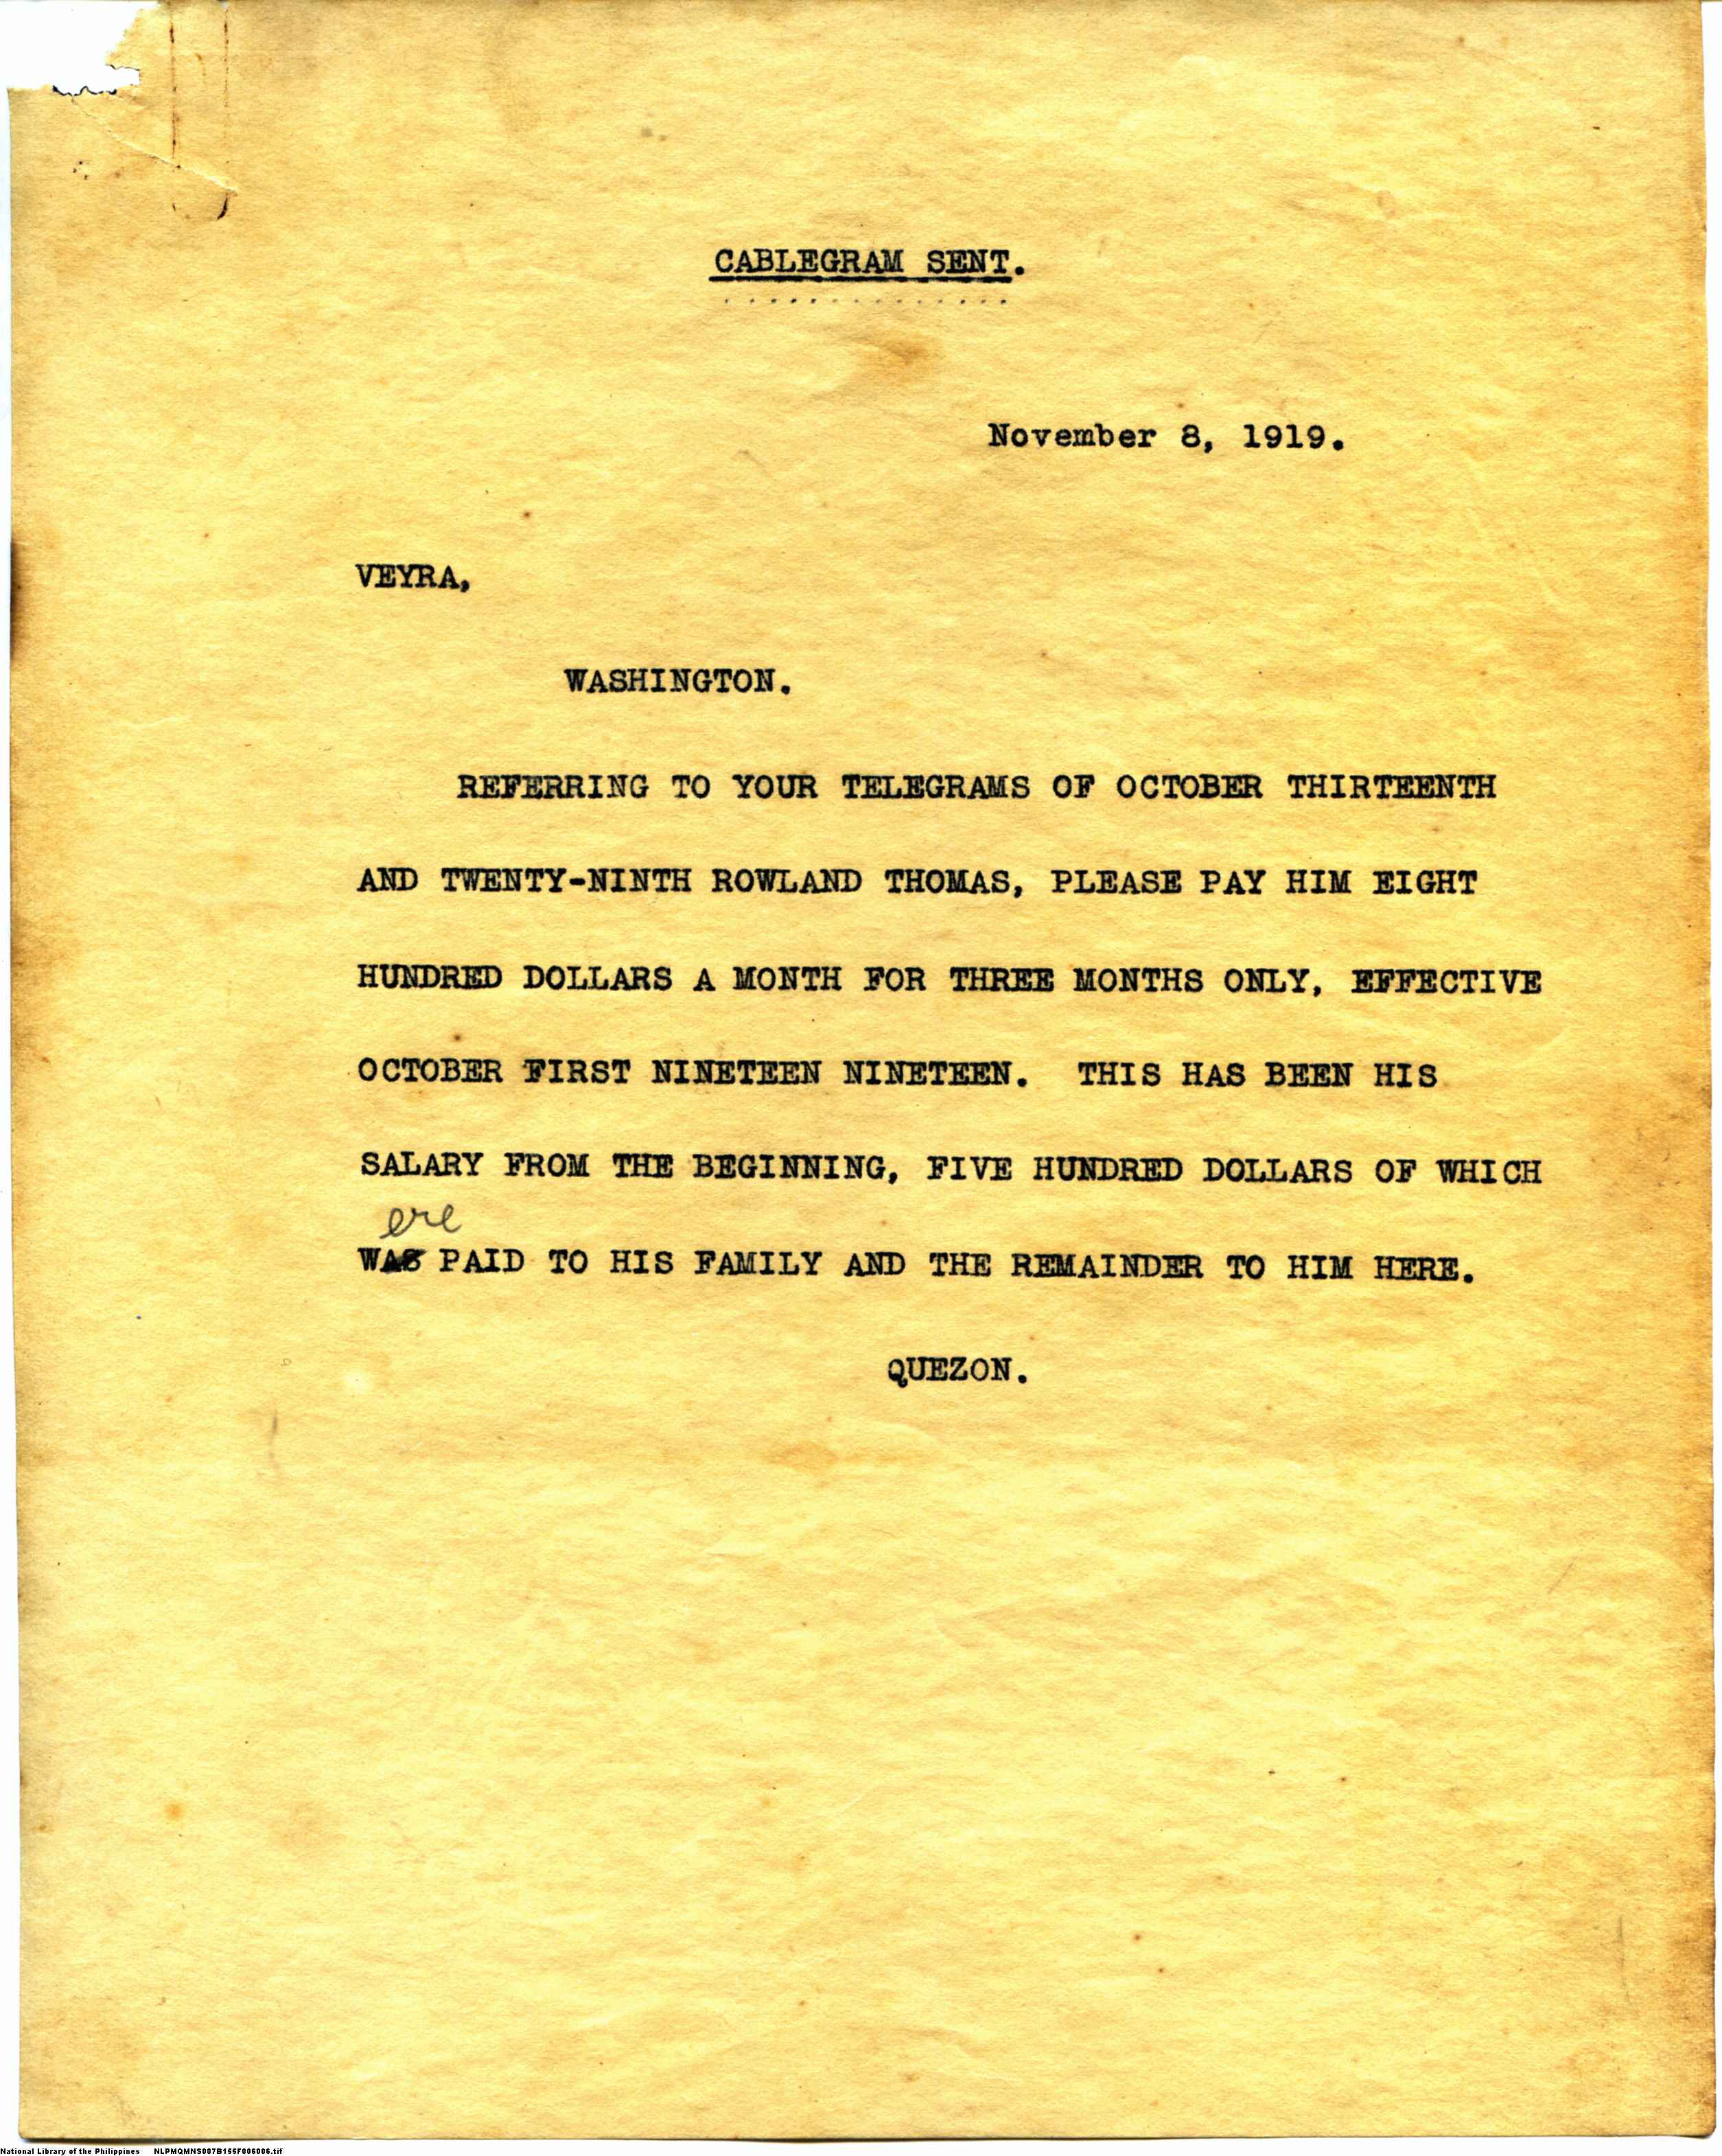 CABLEGRAM SENT.
..............
November 8, 1919.
VEYRA,
WASHINGTON.
REFERRING TO YOUR TELEGRAMS OF OCTOBER THIRTEENTH
AND TWENTY-NINTH ROWLAND THOMAS, PLEASE PAY HIM EIGHT
HUNDRED DOLLARS A MONTH FOR THREE MONTHS ONLY, EFFECTIVE
OCTOBER FIRST NINETEEN NINETEEN. THIS HAS BEEN HIS
SALARY FROM THE BEGINNING, FIVE HUNDRED DOLLARS OF WHICH
ere
WAS PAID TO HIS FAMILY AND THE REMAINDER TO HIM HERE.
QUEZON.
National Library of the Philippines NLPMQMNS007B155F006006.tif